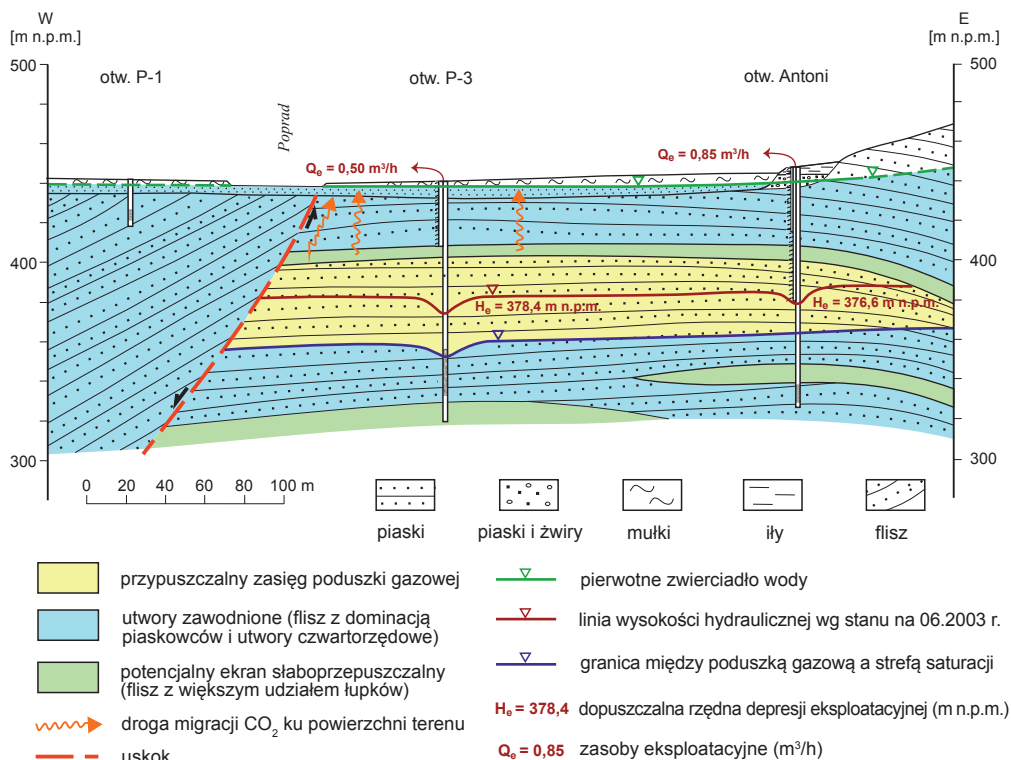 W
[m n.p.m.]
E
[m n.p.m.]
500
500
otw. P-1
otw. P-3
otw. Antoni
Poprad
Qe = 0,50 m³/h
Qe = 0,85 m³/h
400
400
He = 378,4 m n.p.m.
He = 376,6 m n.p.m.
300
300
0 20 40 60 80 100 m
piaski
piaski i żwiry
mułki
iły
flisz
przypuszczalny zasięg poduszki gazowej
utwory zawodnione (flisz z dominacją
piaskowców i utwory czwartorzędowe)
potencjalny ekran słaboprzepuszczalny
(flisz z większym udziałem łupków)
droga migracji CO₂ ku powierzchni terenu
uskok
pierwotne zwierciadło wody
linia wysokości hydraulicznej wg stanu na 06.2003 r.
granica między poduszką gazową a strefą saturacji
He = 378,4 dopuszczalna rzędna depresji eksploatacyjnej (m n.p.m.)
Qe = 0,85 zasoby eksploatacyjne (m³/h)